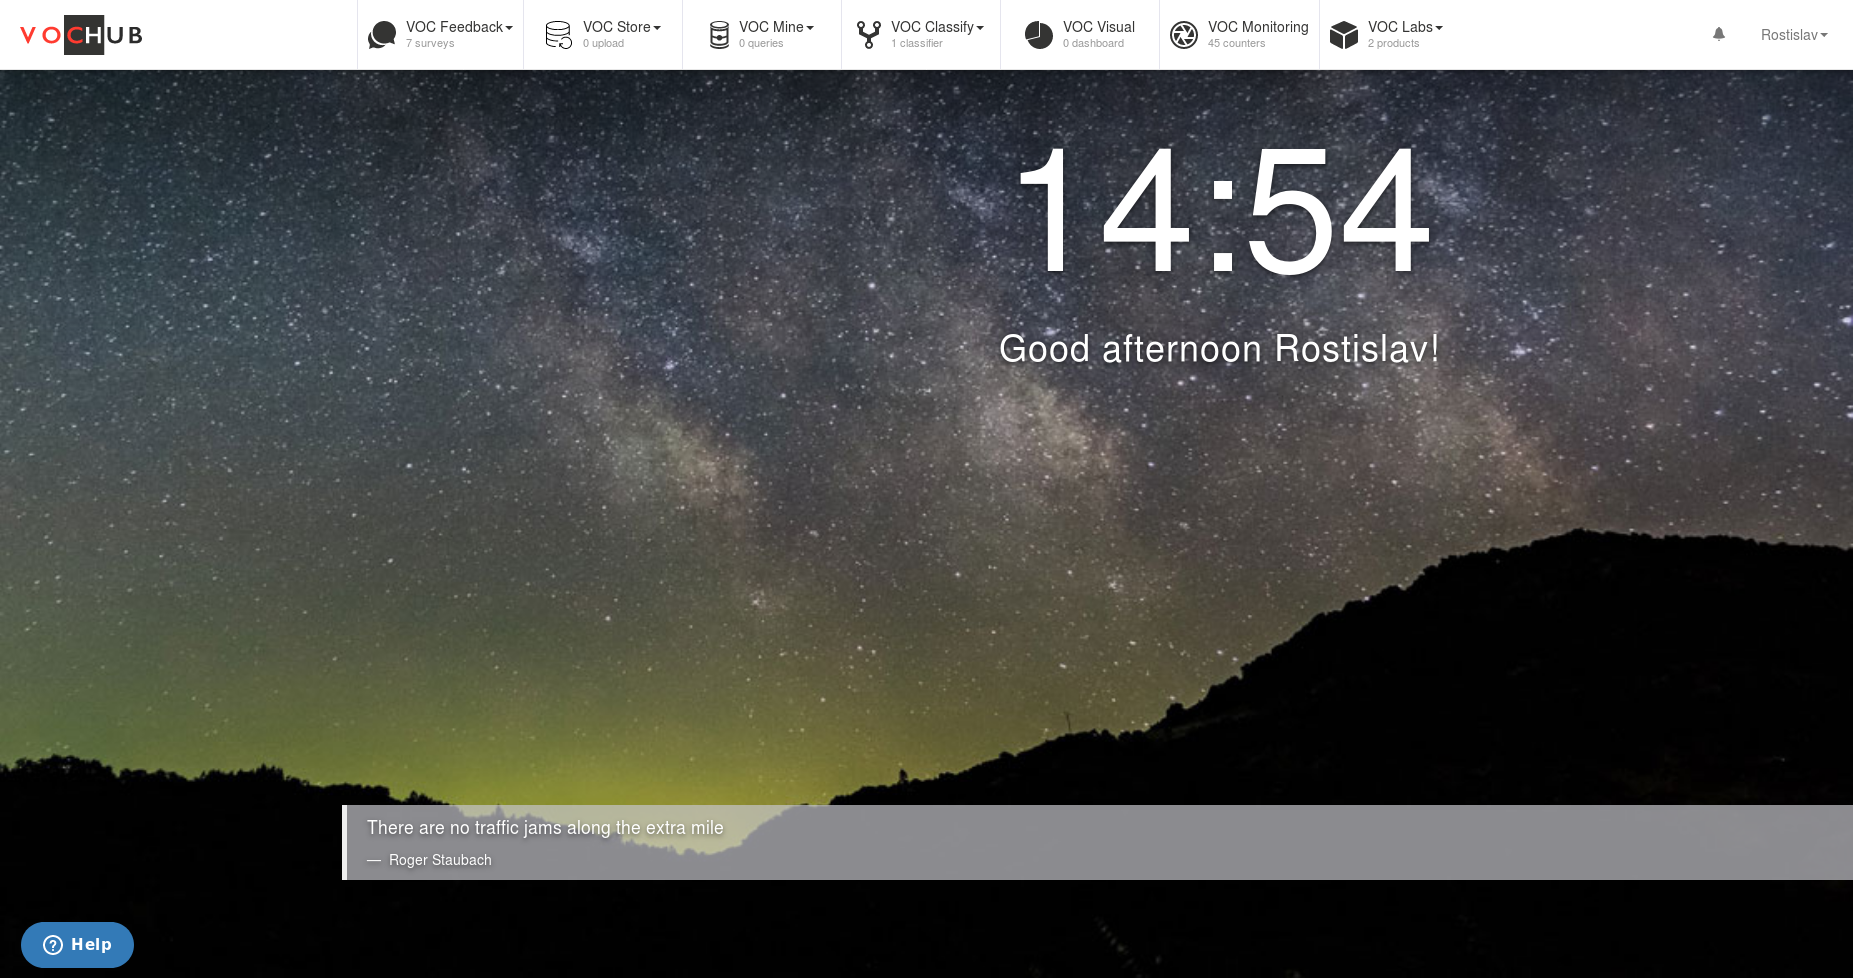 VOCHUB
VOC Feedback
7 surveys
VOC Store
0 upload
VOC Mine
0 queries
VOC Classify
1 classifier
VOC Visual
0 dashboard
VOC Monitoring
45 counters
VOC Labs
2 products
Rostislav
14:54
Good afternoon Rostislav!
There are no traffic jams along the extra mile
— Roger Staubach
Help